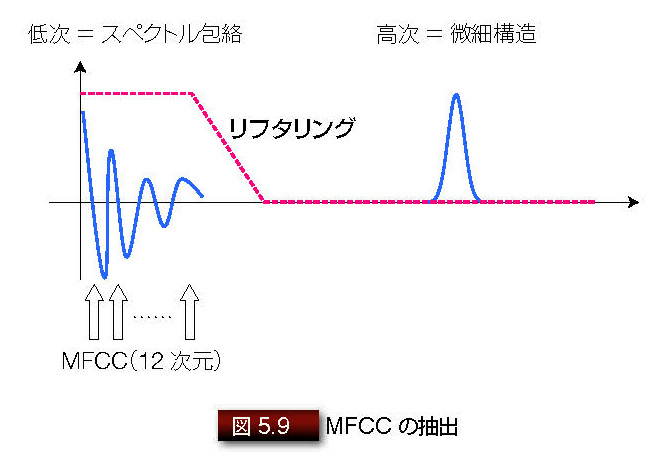 低次 = スペクトル包絡
高次 = 微細構造
リフタリング
……
MFCC(12 次元)
図 5.9 MFCC の抽出